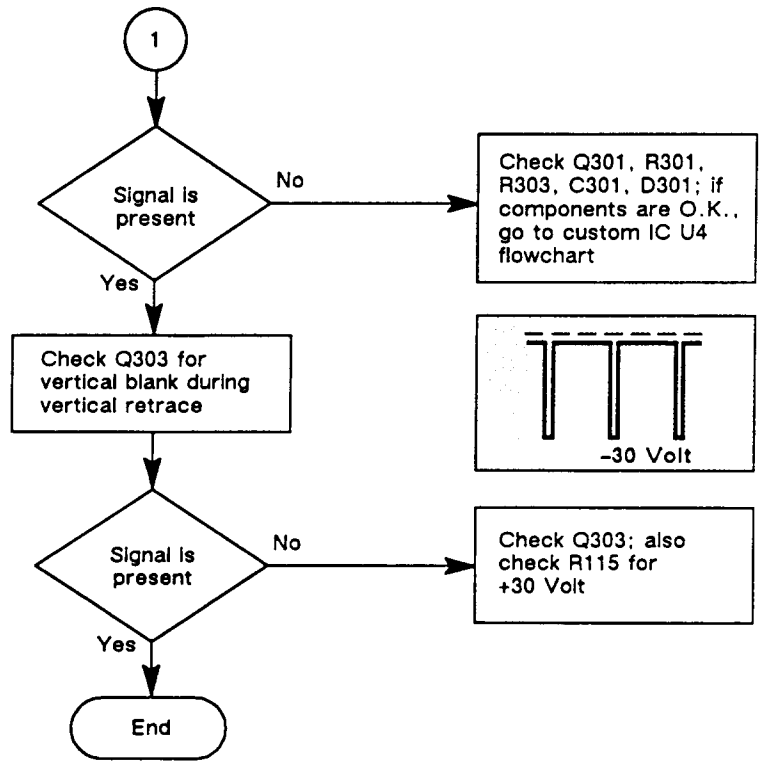 1
Signal is
present
No
Check Q301, R301,
R303, C301, D301; if
components are O.K.,
go to custom IC U4
flowchart
Yes
Check Q303 for
vertical blank during
vertical retrace
-30 Volt
Signal is
present
No
Check Q303; also
check R115 for
+30 Volt
Yes
End